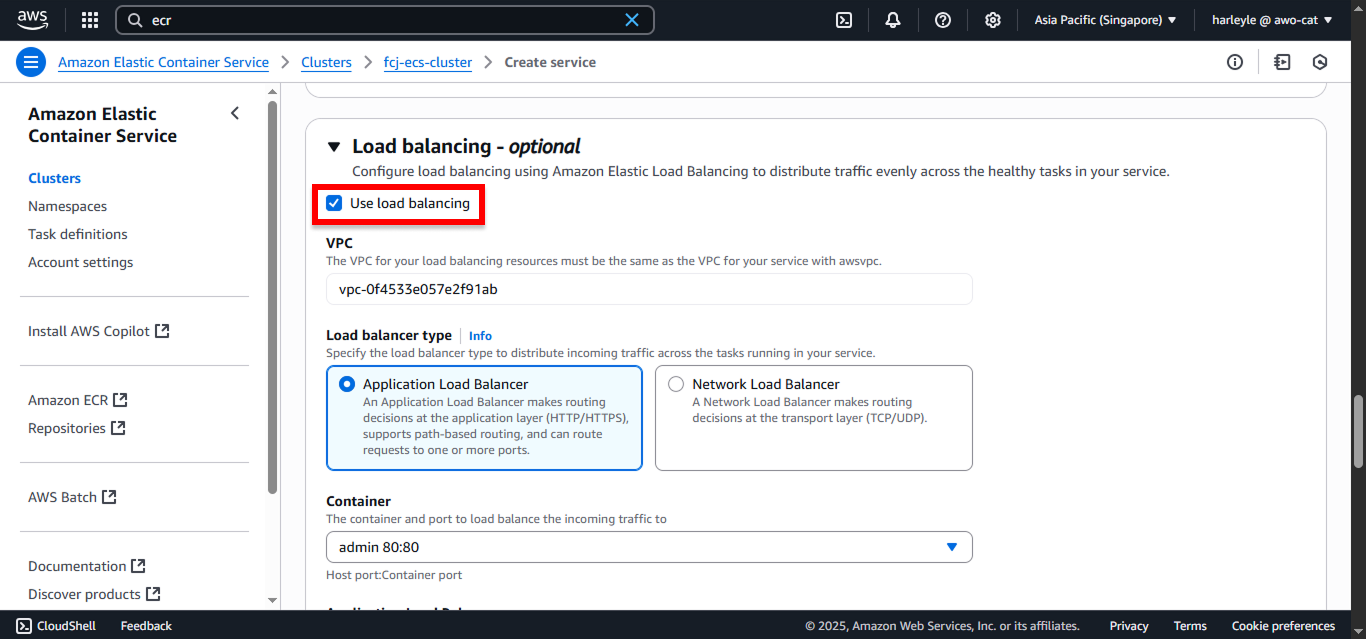 aws
ecr
Asia Pacific (Singapore)
harleyle @ awo-cat
Amazon Elastic Container Service
Clusters
fcj-ecs-cluster
Create service
Amazon Elastic
Container Service
Clusters
Namespaces
Task definitions
Account settings
Install AWS Copilot
Amazon ECR
Repositories
AWS Batch
Documentation
Discover products
Load balancing - optional
Configure load balancing using Amazon Elastic Load Balancing to distribute traffic evenly across the healthy tasks in your service.
Use load balancing
VPC
The VPC for your load balancing resources must be the same as the VPC for your service with awsvpc.
vpc-0f4533e057e2f91ab
Load balancer type
Info
Specify the load balancer type to distribute incoming traffic across the tasks running in your service.
Application Load Balancer
An Application Load Balancer makes routing
decisions at the application layer (HTTP/HTTPS),
supports path-based routing, and can route
requests to one or more ports.
Network Load Balancer
A Network Load Balancer makes routing
decisions at the transport layer (TCP/UDP).
Container
The container and port to load balance the incoming traffic to
admin 80:80
Host port:Container port
CloudShell
Feedback
© 2025, Amazon Web Services, Inc. or its affiliates.
Privacy
Terms
Cookie preferences